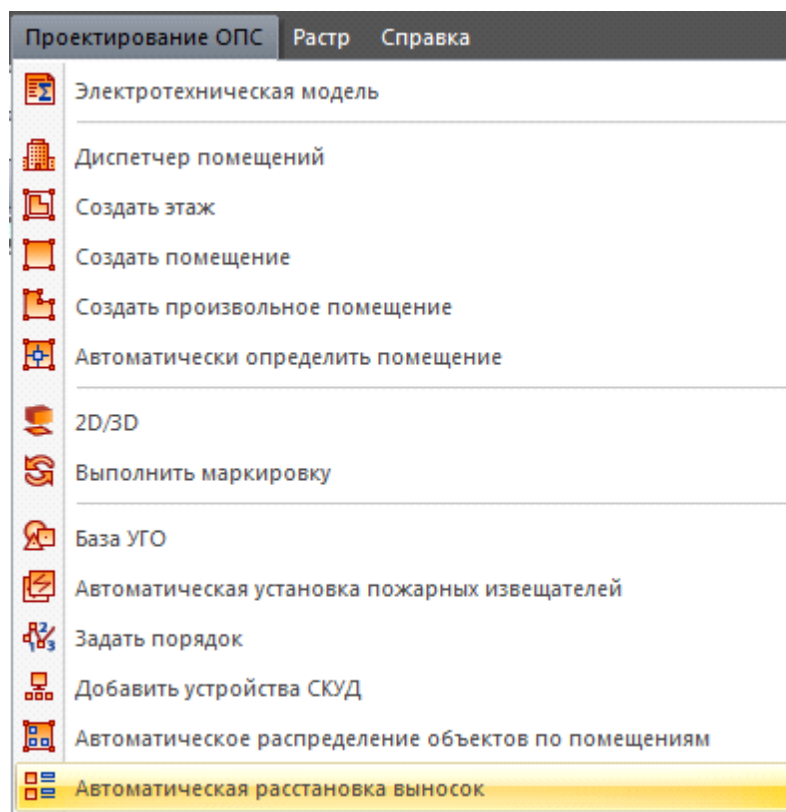 Проектирование ОПС Растр Справка
Электротехническая модель
Диспетчер помещений
Создать этаж
Создать помещение
Создать произвольное помещение
Автоматически определить помещение
2D/3D
Выполнить маркировку
База УГО
Автоматическая установка пожарных извещателей
Задать порядок
Добавить устройства СКУД
Автоматическое распределение объектов по помещениям
Автоматическая расстановка выносок